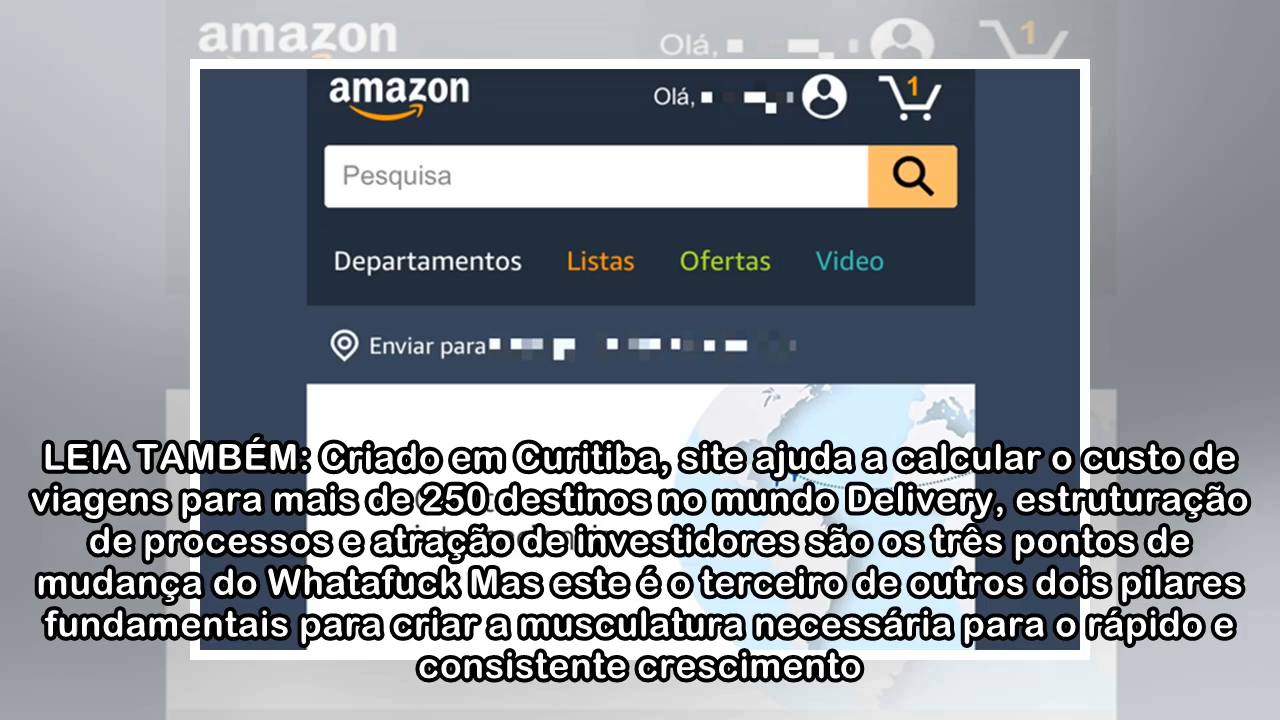 amazon
Olá,
1
amazon
Olá,
1
Pesquisa
Departamentos Listas Ofertas Video
Enviar para
LEIA TAMBÉM: Criado em Curitiba, site ajuda a calcular o custo de
viagens para mais de 250 destinos no mundo Delivery, estruturação
de processos e atração de investidores são os três pontos de
mudança do Whatafuck Mas este é o terceiro de outros dois pilares
fundamentais para criar a musculatura necessária para o rápido e
consistente crescimento